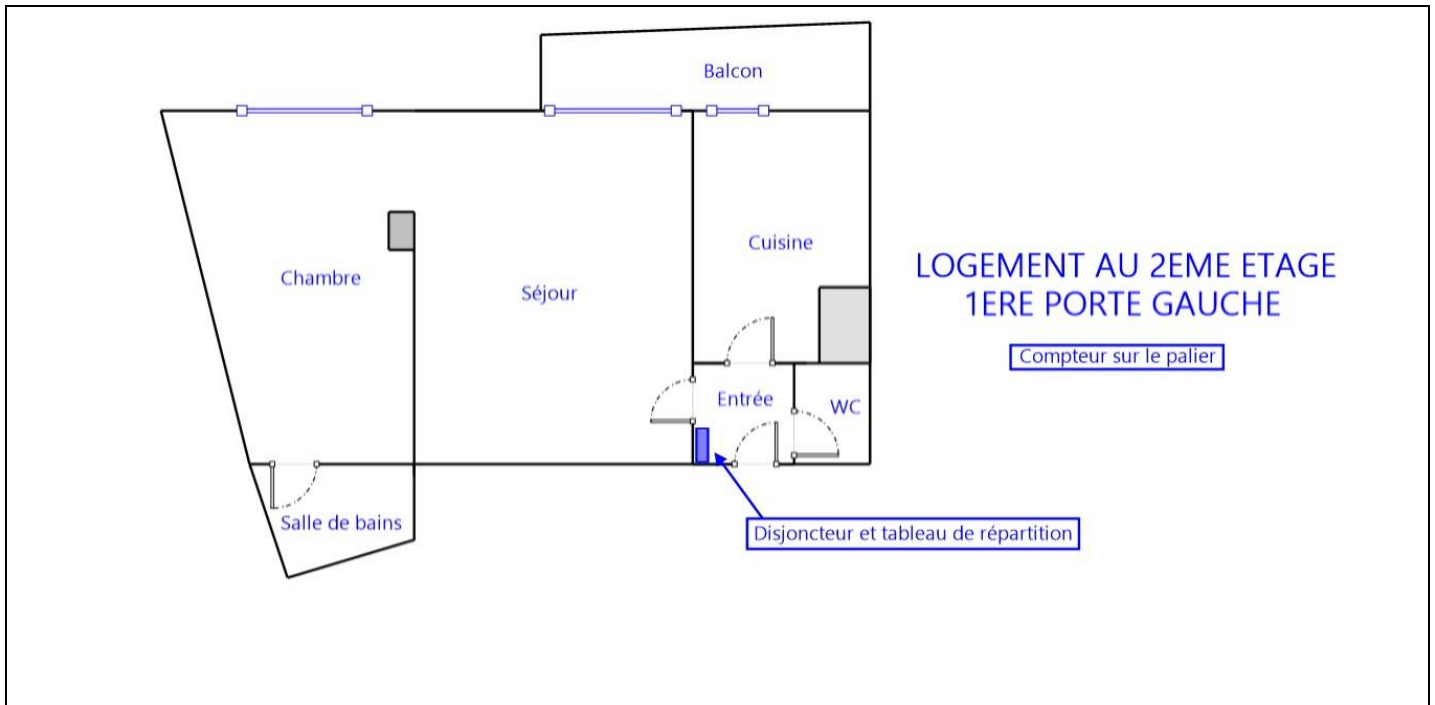 Balcon
Cuisine
Chambre
Séjour
LOGEMENT AU 2EME ETAGE
1ERE PORTE GAUCHE
Compteur sur le palier
Entrée
WC
Salle de bains
Disjoncteur et tableau de répartition